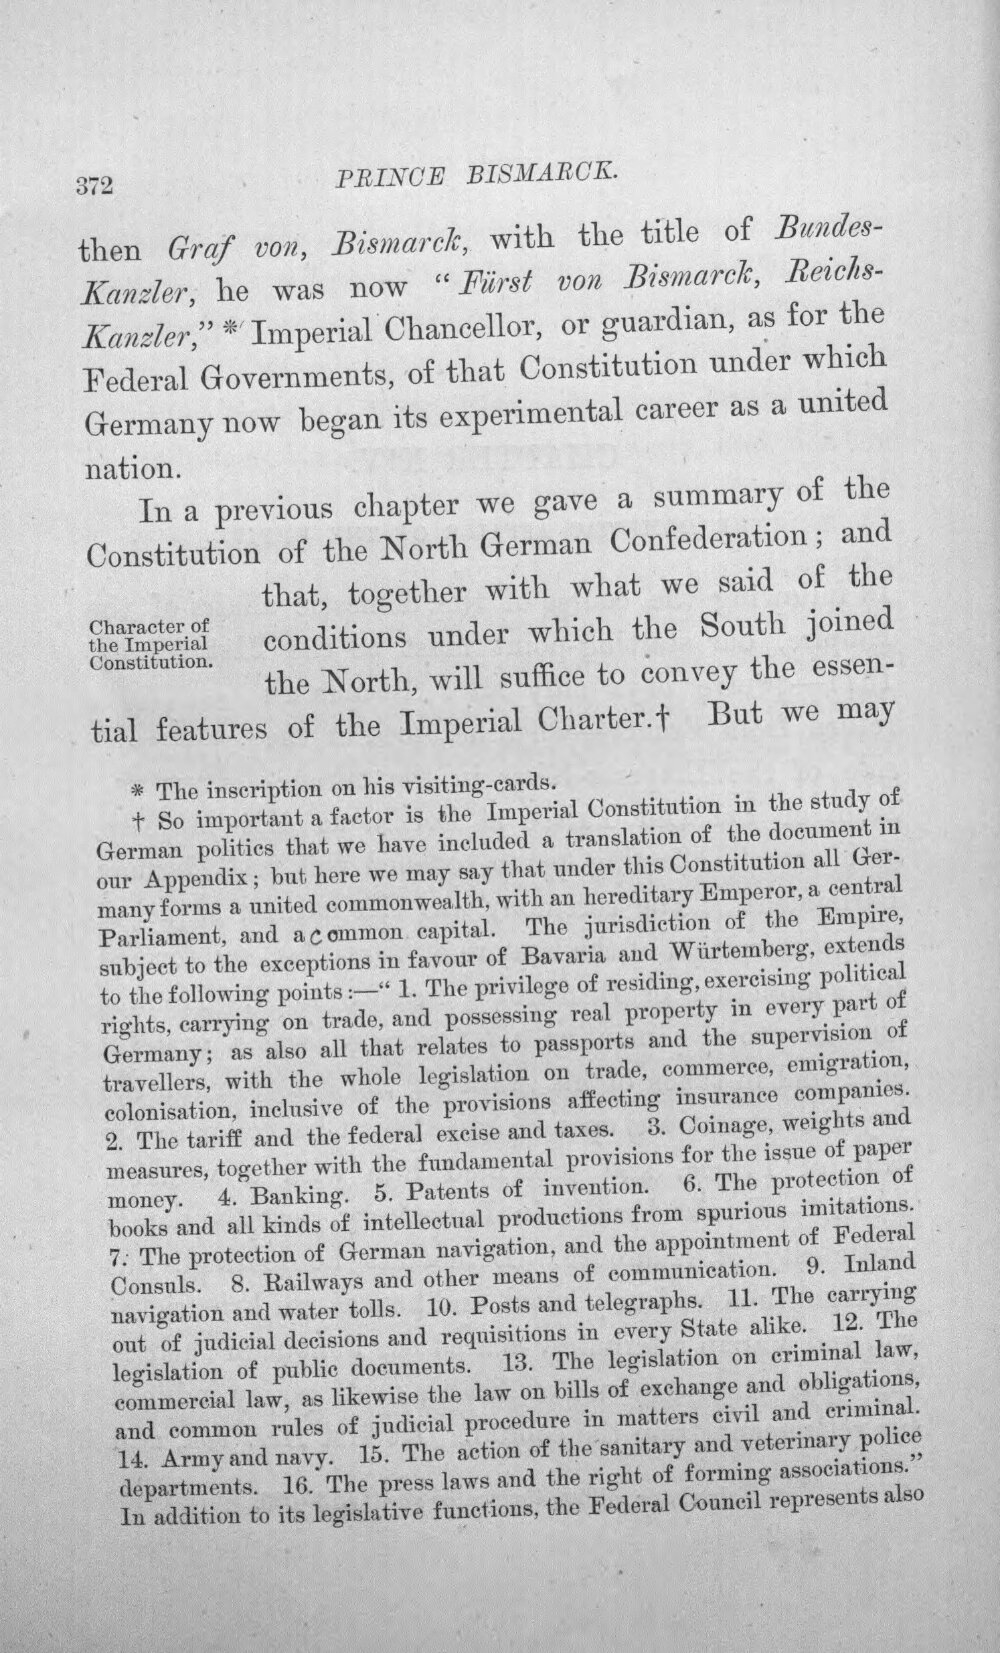 372
PRINCE BISMARCK.
then Graf von, Bismarck, with the title of Bundes-
Kanzler, he was now “Fürst von Bismarck, Reichs-
Kanzler,” * Imperial Chancellor, or guardian, as for the
Federal Governments, of that Constitution under which
Germany now began its experimental career as a united
nation.
In a previous chapter we gave a summary of the
Constitution of the North German Confederation; and
that, together with what we said of the
Character of
the Imperial
Constitution.
conditions under which the South joined
the North, will suffice to convey the essen-
tial features of the Imperial Charter.† But we may
* The inscription on his visiting-cards.
† So important a factor is the Imperial Constitution in the study of
German politics that we have included a translation of the document in
our Appendix; but here we may say that under this Constitution all Ger-
many forms a united commonwealth, with an hereditary Emperor, a central
Parliament, and a common capital. The jurisdiction of the Empire,
subject to the exceptions in favour of Bavaria and Würtemberg, extends
to the following points:—“1. The privilege of residing, exercising political
rights, carrying on trade, and possessing real property in every part of
Germany; as also all that relates to passports and the supervision of
travellers, with the whole legislation on trade, commerce, emigration,
colonisation, inclusive of the provisions affecting insurance companies.
2. The tariff and the federal excise and taxes. 3. Coinage, weights and
measures, together with the fundamental provisions for the issue of paper
money. 4. Banking. 5. Patents of invention. 6. The protection of
books and all kinds of intellectual productions from spurious imitations.
7. The protection of German navigation, and the appointment of Federal
Consuls. 8. Railways and other means of communication. 9. Inland
navigation and water tolls. 10. Posts and telegraphs. 11. The carrying
out of judicial decisions and requisitions in every State alike. 12. The
legislation of public documents. 13. The legislation on criminal law,
commercial law, as likewise the law on bills of exchange and obligations,
and common rules of judicial procedure in matters civil and criminal.
14. Army and navy. 15. The action of the sanitary and veterinary police
departments. 16. The press laws and the right of forming associations.”
In addition to its legislative functions, the Federal Council represents also